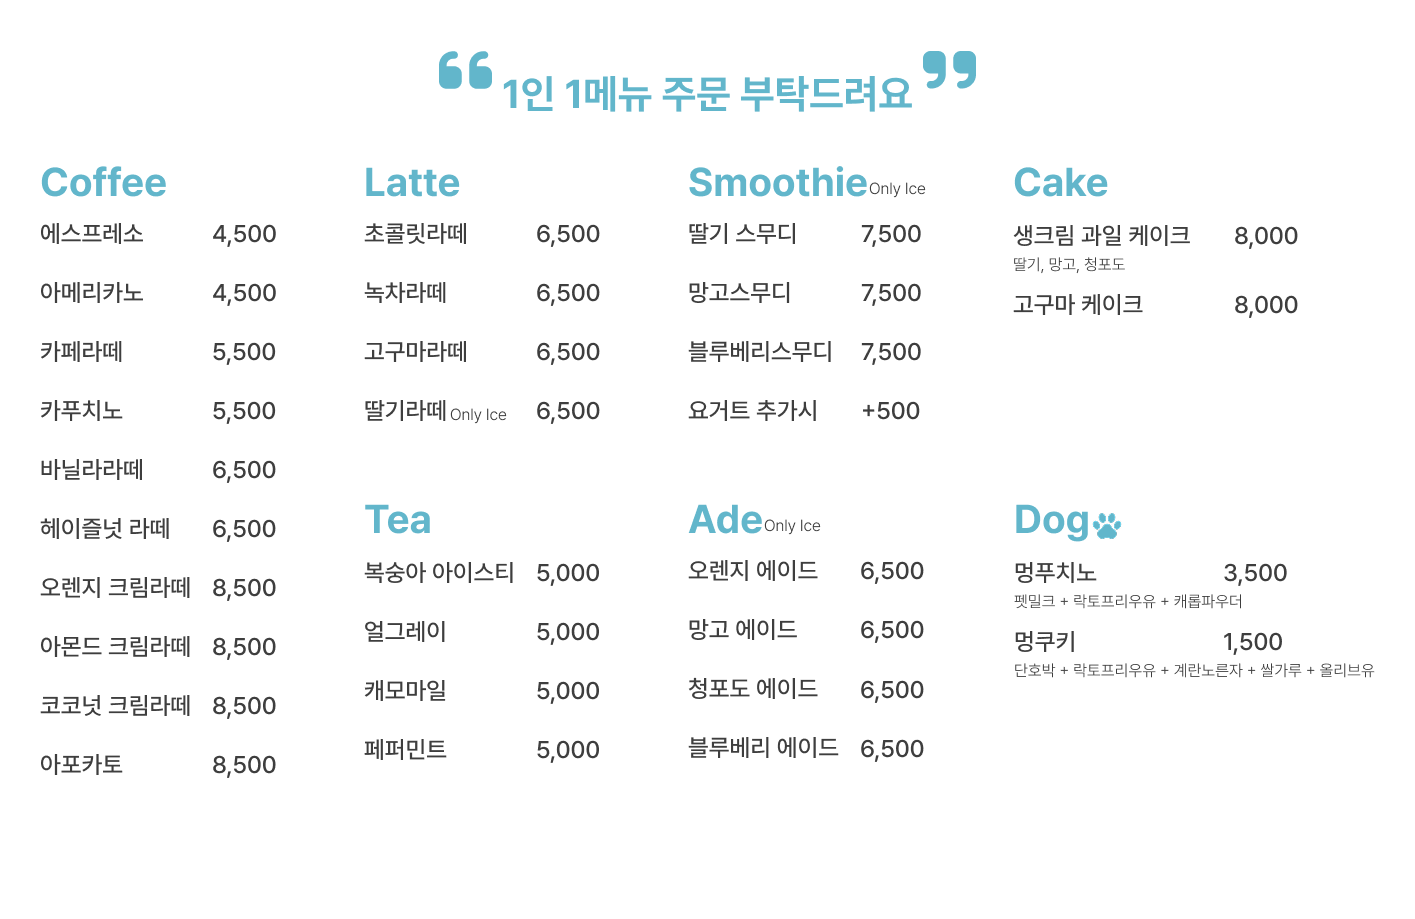 “ 1인 1메뉴 주문 부탁드려요 ”
Coffee
에스프레소 4,500
아메리카노 4,500
카페라떼 5,500
카푸치노 5,500
바닐라라떼 6,500
헤이즐넛 라떼 6,500
오렌지 크림라떼 8,500
아몬드 크림라떼 8,500
코코넛 크림라떼 8,500
아포카토 8,500
Latte
초콜릿라떼 6,500
녹차라떼 6,500
고구마라떼 6,500
딸기라떼 Only Ice 6,500
Tea
복숭아 아이스티 5,000
얼그레이 5,000
캐모마일 5,000
페퍼민트 5,000
Smoothie Only Ice
딸기 스무디 7,500
망고스무디 7,500
블루베리스무디 7,500
요거트 추가시 +500
Ade Only Ice
오렌지 에이드 6,500
망고 에이드 6,500
청포도 에이드 6,500
블루베리 에이드 6,500
Cake
생크림 과일 케이크 8,000
딸기, 망고, 청포도
고구마 케이크 8,000
Dog
멍푸치노 3,500
펫밀크 + 락토프리우유 + 캐롭파우더
멍쿠키 1,500
단호박 + 락토프리우유 + 계란노른자 + 쌀가루 + 올리브유